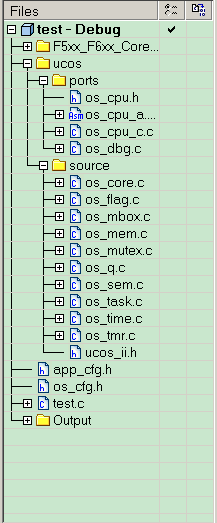 Files
test - Debug
F5xx_F6xx_Core...
ucos
ports
os_cpu.h
os_cpu_a....
os_cpu_c.c
os_dbg.c
source
os_core.c
os_flag.c
os_mbox.c
os_mem.c
os_mutex.c
os_q.c
os_sem.c
os_task.c
os_time.c
os_tmr.c
ucos_ii.h
app_cfg.h
os_cfg.h
test.c
Output